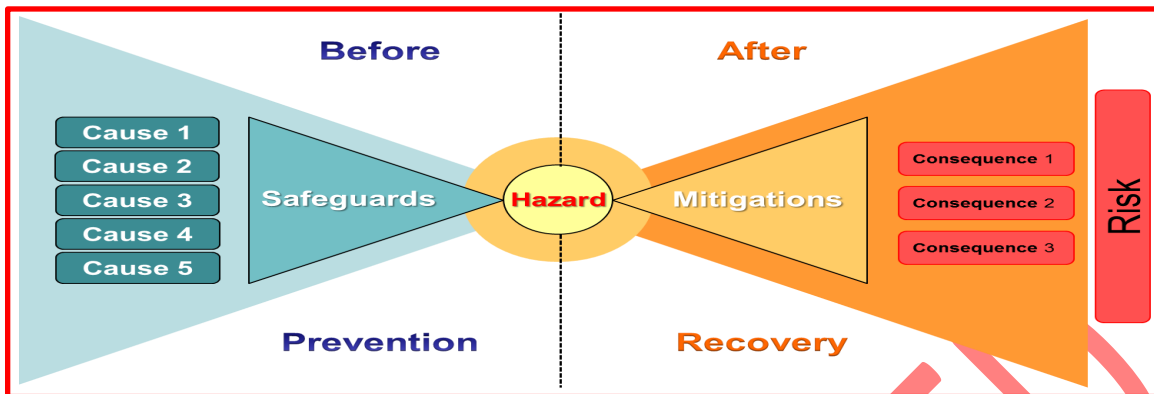 Before
After
Cause 1
Cause 2
Cause 3
Cause 4
Cause 5
Safeguards
Hazard
Mitigations
Consequence 1
Consequence 2
Consequence 3
Risk
Prevention
Recovery